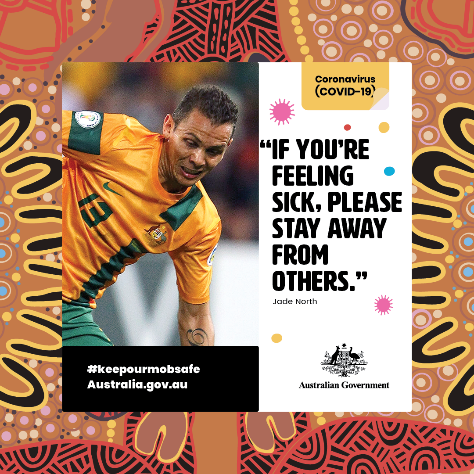 Coronavirus
(COVID-19)
“IF YOU’RE
FEELING
SICK, PLEASE
STAY AWAY
FROM
OTHERS.”
Jade North
13
#keepourmobsafe
Australia.gov.au
Australian Government